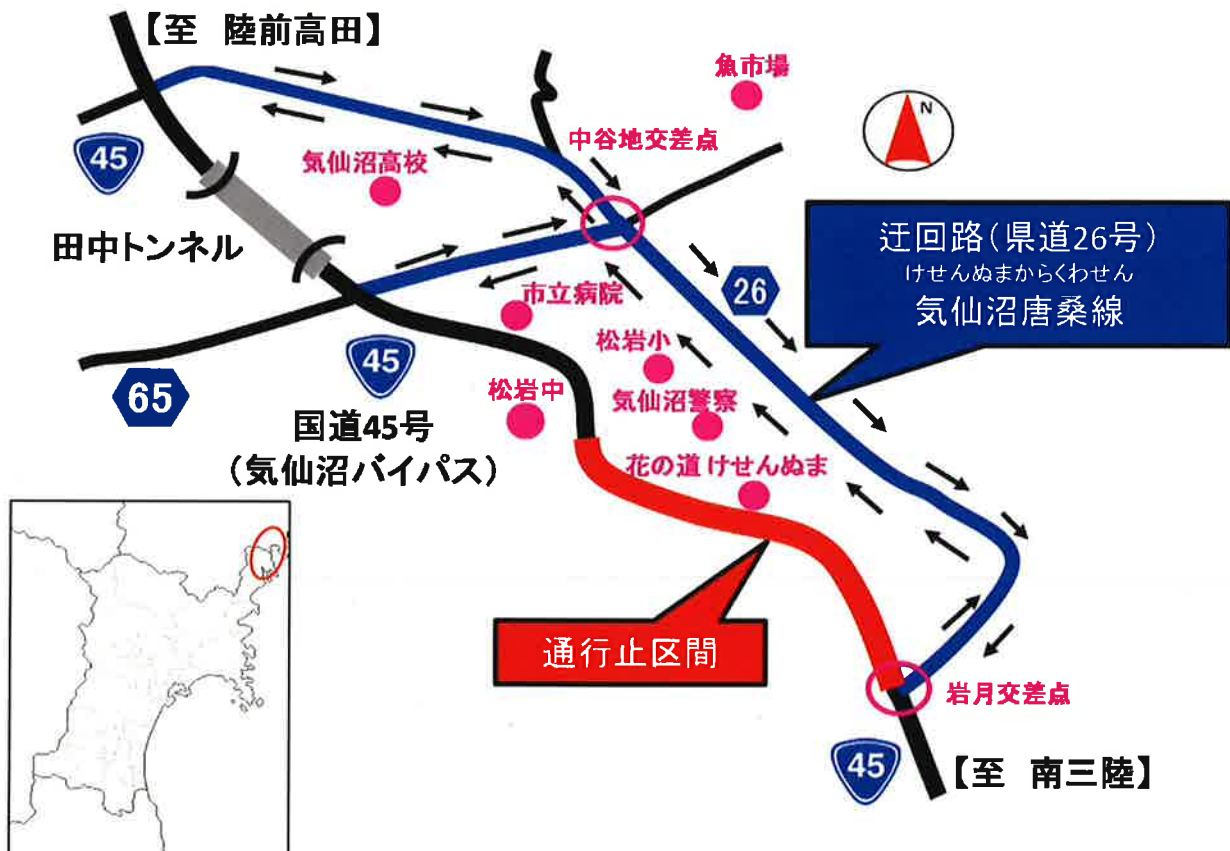 【至 陸前高田】
魚市場
N
中谷地交差点
45
気仙沼高校
田中トンネル
迂回路(県道26号)
けせんぬまからくわせん
気仙沼唐桑線
26
市立病院
松岩小
45
65
松岩中
気仙沼警察
国道45号
(気仙沼バイパス)
花の道 けせんぬま
通行止区間
岩月交差点
45
【至 南三陸】